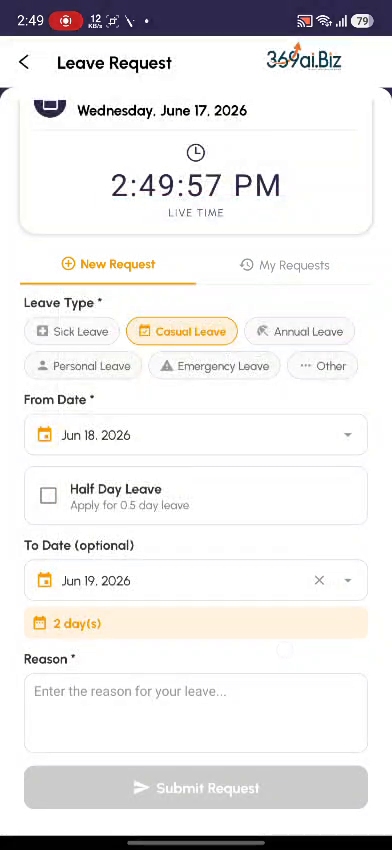 2:49 12 KB/s 79
Leave Request 369ai.Biz
Wednesday, June 17, 2026
2:49:57 PM
LIVE TIME
New Request My Requests
Leave Type *
Sick Leave Casual Leave Annual Leave
Personal Leave Emergency Leave Other
From Date *
Jun 18, 2026
Half Day Leave
Apply for 0.5 day leave
To Date (optional)
Jun 19, 2026
2 day(s)
Reason *
Enter the reason for your leave...
Submit Request